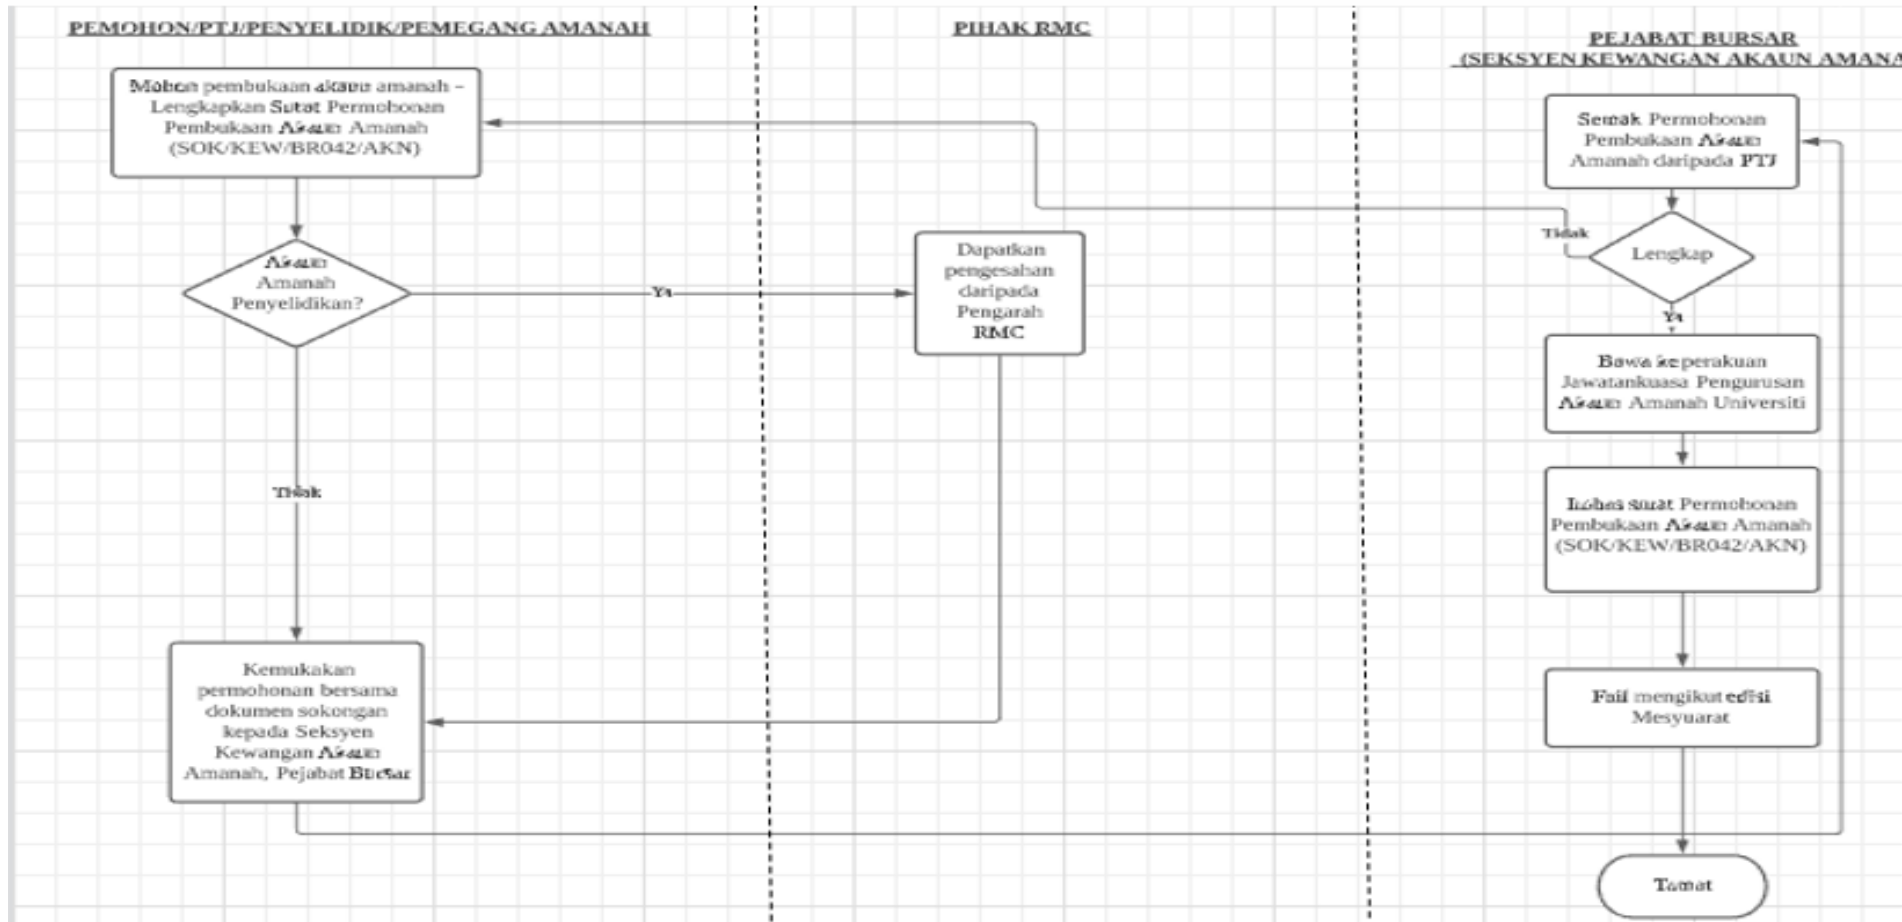 PEMOHON/PTJ/PENYELIDIK/PEMEGANG AMANAH
Mohon pembukaan akaun amanah –
Lengkapkan Surat Permohonan
Pembukaan Akaun Amanah
(SOK/KEW/BR042/AKN)
Akaun
Amanah
Penyelidikan?
Ya
Tidak
Kemukakan
permohonan bersama
dokumen sokongan
kepada Seksyen
Kewangan Akaun
Amanah, Pejabat Bursar
PIHAK RMC
Dapatkan
pengesahan
daripada
Pengarah
RMC
PEJABAT BURSAR
(SEKSYEN KEWANGAN AKAUN AMANA
Semak Permohonan
Pembukaan Akaun
Amanah daripada PTJ
Tidak
Lengkap
Ya
Bawa ke perakuan
Jawatankuasa Pengurusan
Akaun Amanah Universiti
surat Permohonan
Pembukaan Akaun Amanah
(SOK/KEW/BR042/AKN)
Fail mengikut edisi
Mesyuarat
Tamat